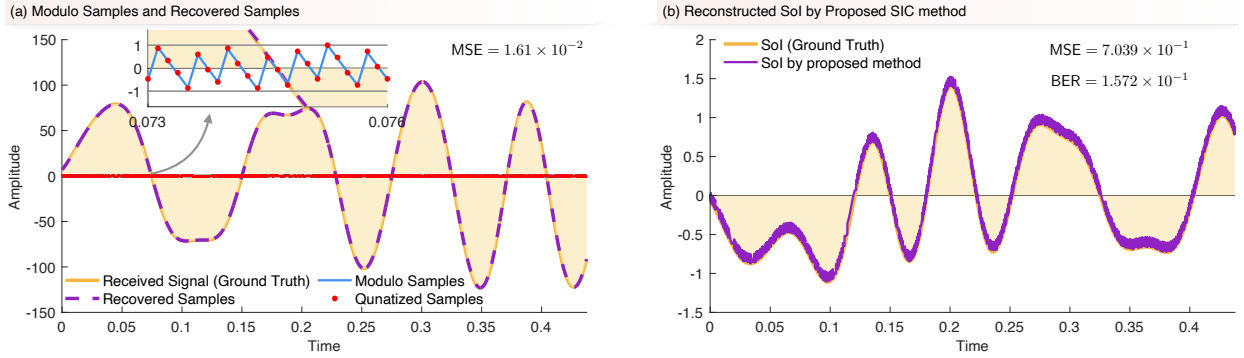 (a) Modulo Samples and Recovered Samples
150
100
50
0
-50
-100
-150
Amplitude
1
0
-1
0.073
0.076
MSE = 1.61 × 10⁻²
Received Signal (Ground Truth)
Recovered Samples
Modulo Samples
Qunatized Samples
0 0.05 0.1 0.15 0.2 0.25 0.3 0.35 0.4
Time
(b) Reconstructed SoI by Proposed SIC method
2
1.5
1
0.5
0
-0.5
-1
-1.5
Amplitude
SoI (Ground Truth)
SoI by proposed method
MSE = 7.039 × 10⁻¹
BER = 1.572 × 10⁻¹
0 0.05 0.1 0.15 0.2 0.25 0.3 0.35 0.4
Time